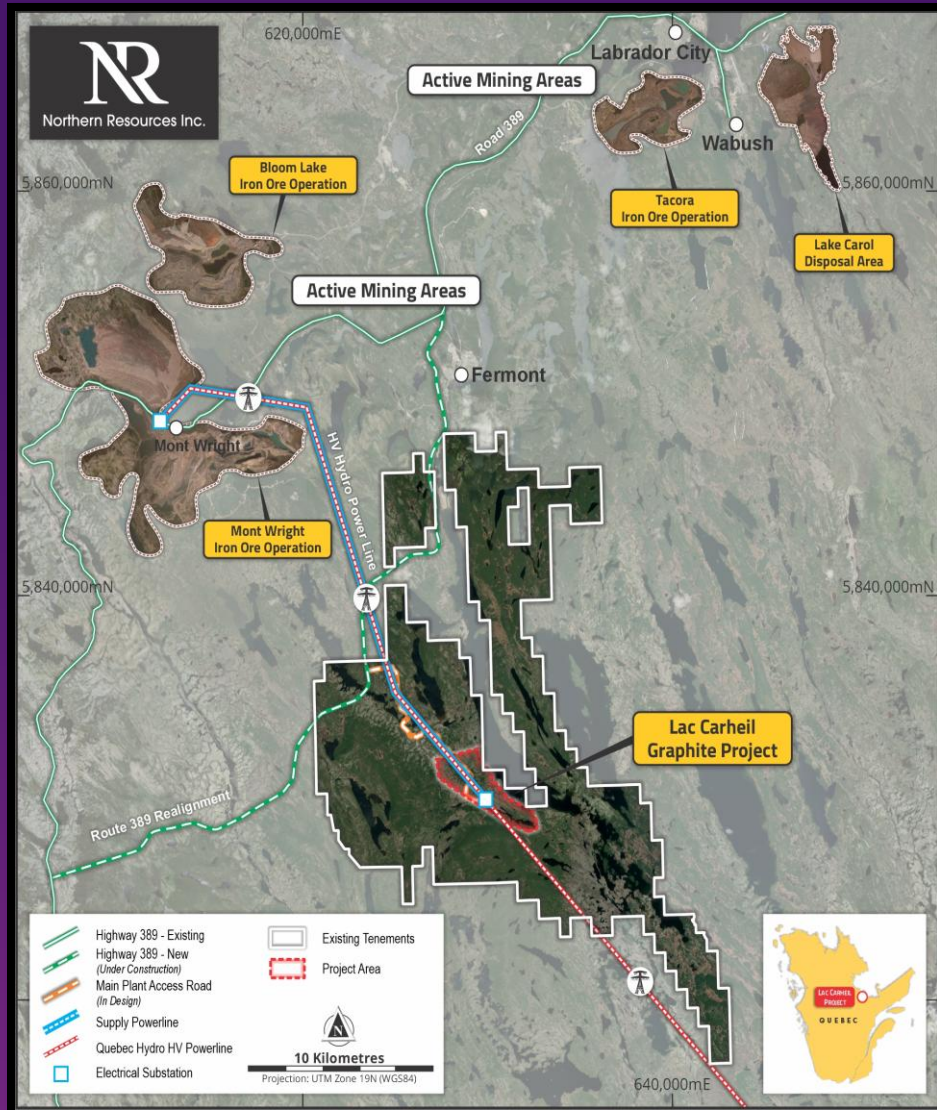 620,000mE
NR
Northern Resources Inc.
Labrador City
Active Mining Areas
Road 389
Wabush
Bloom Lake
Iron Ore Operation
5,860,000mN
5,860,000mN
Tacora
Iron Ore Operation
Lake Carol
Disposal Area
Active Mining Areas
Fermont
Mont Wright
HV Hydro Power Line
Mont Wright
Iron Ore Operation
5,840,000mN
5,840,000mN
Lac Carheil
Graphite Project
Route 389 Realignment
Highway 389 - Existing
Highway 389 - New
(Under Construction)
Main Plant Access Road
(In Design)
Supply Powerline
Quebec Hydro HV Powerline
Electrical Substation
Existing Tenements
Project Area
N
10 Kilometres
Projection: UTM Zone 19N (WGS84)
640,000mE
LAC CARHEIL
PROJECT
QUEBEC